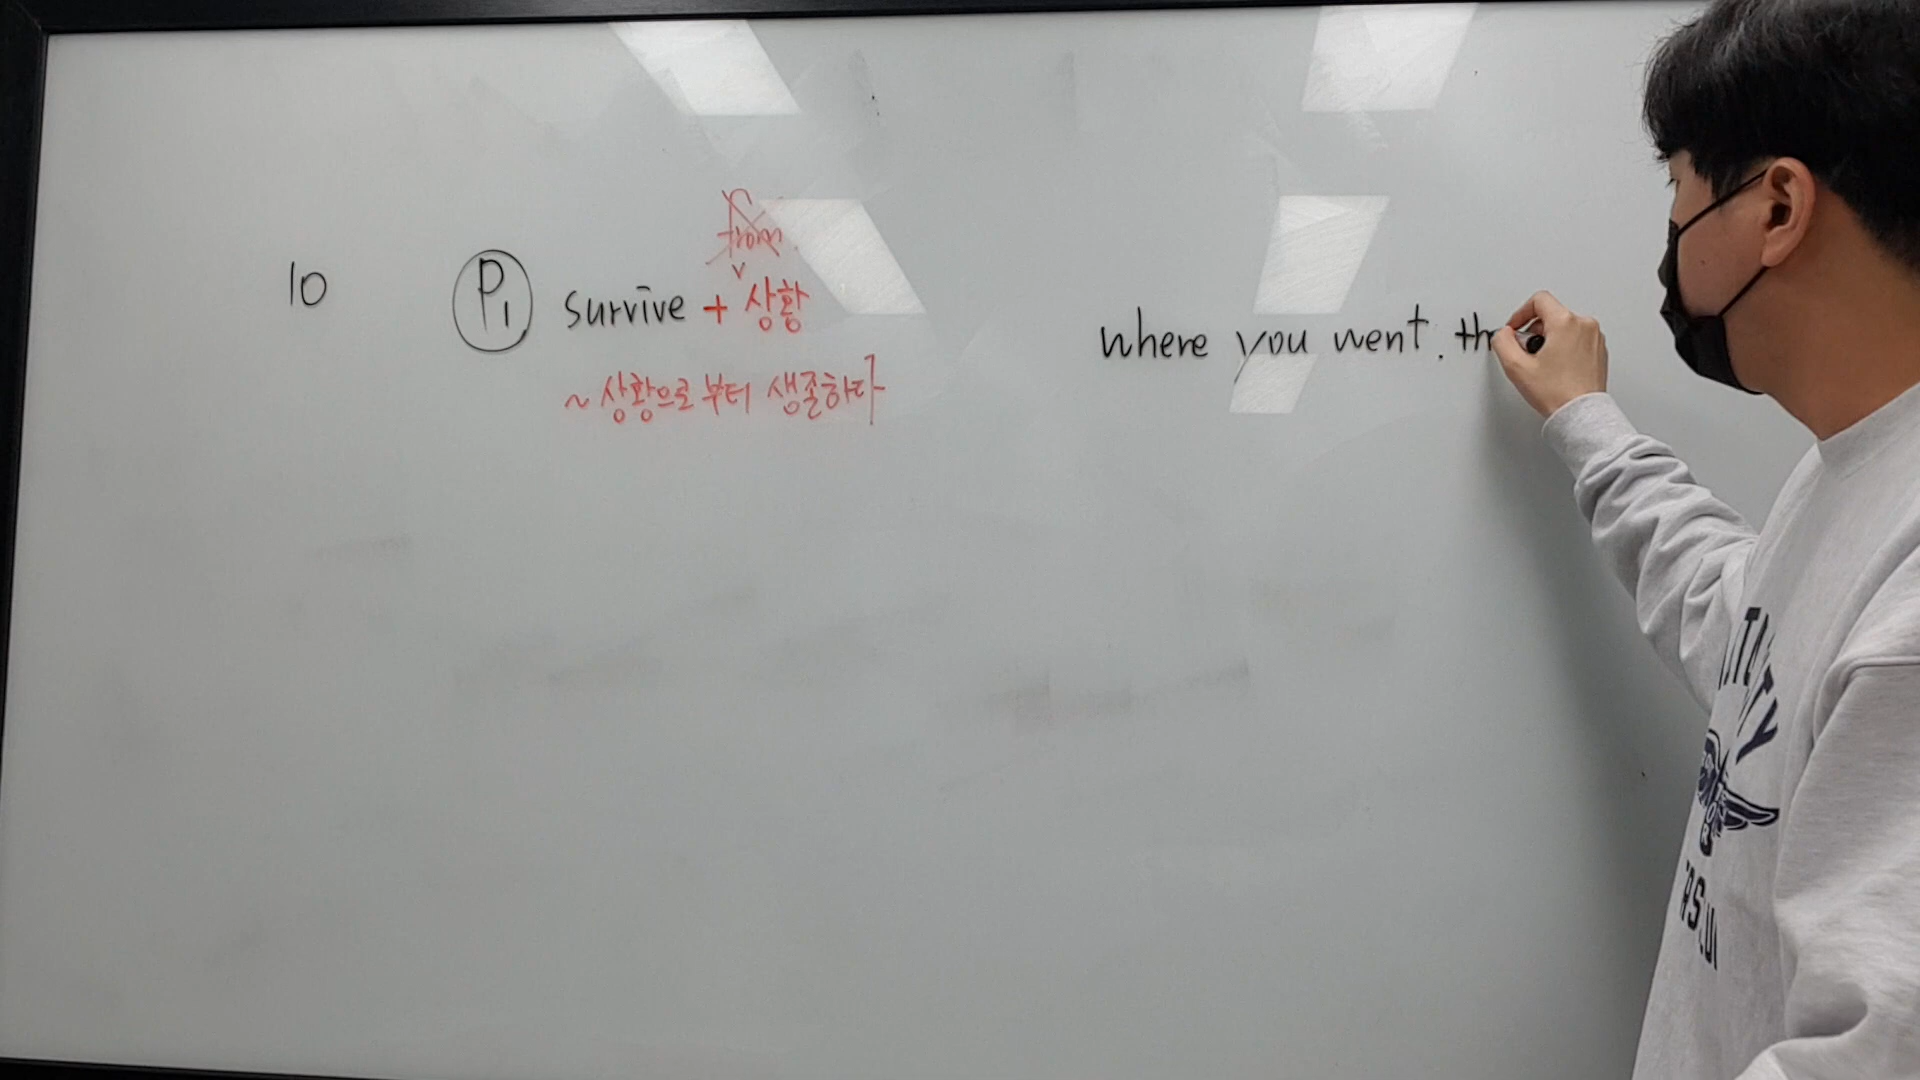 10
P1 survive + 상황
from
v
~ 상황으로부터 생존하다
where you went. th